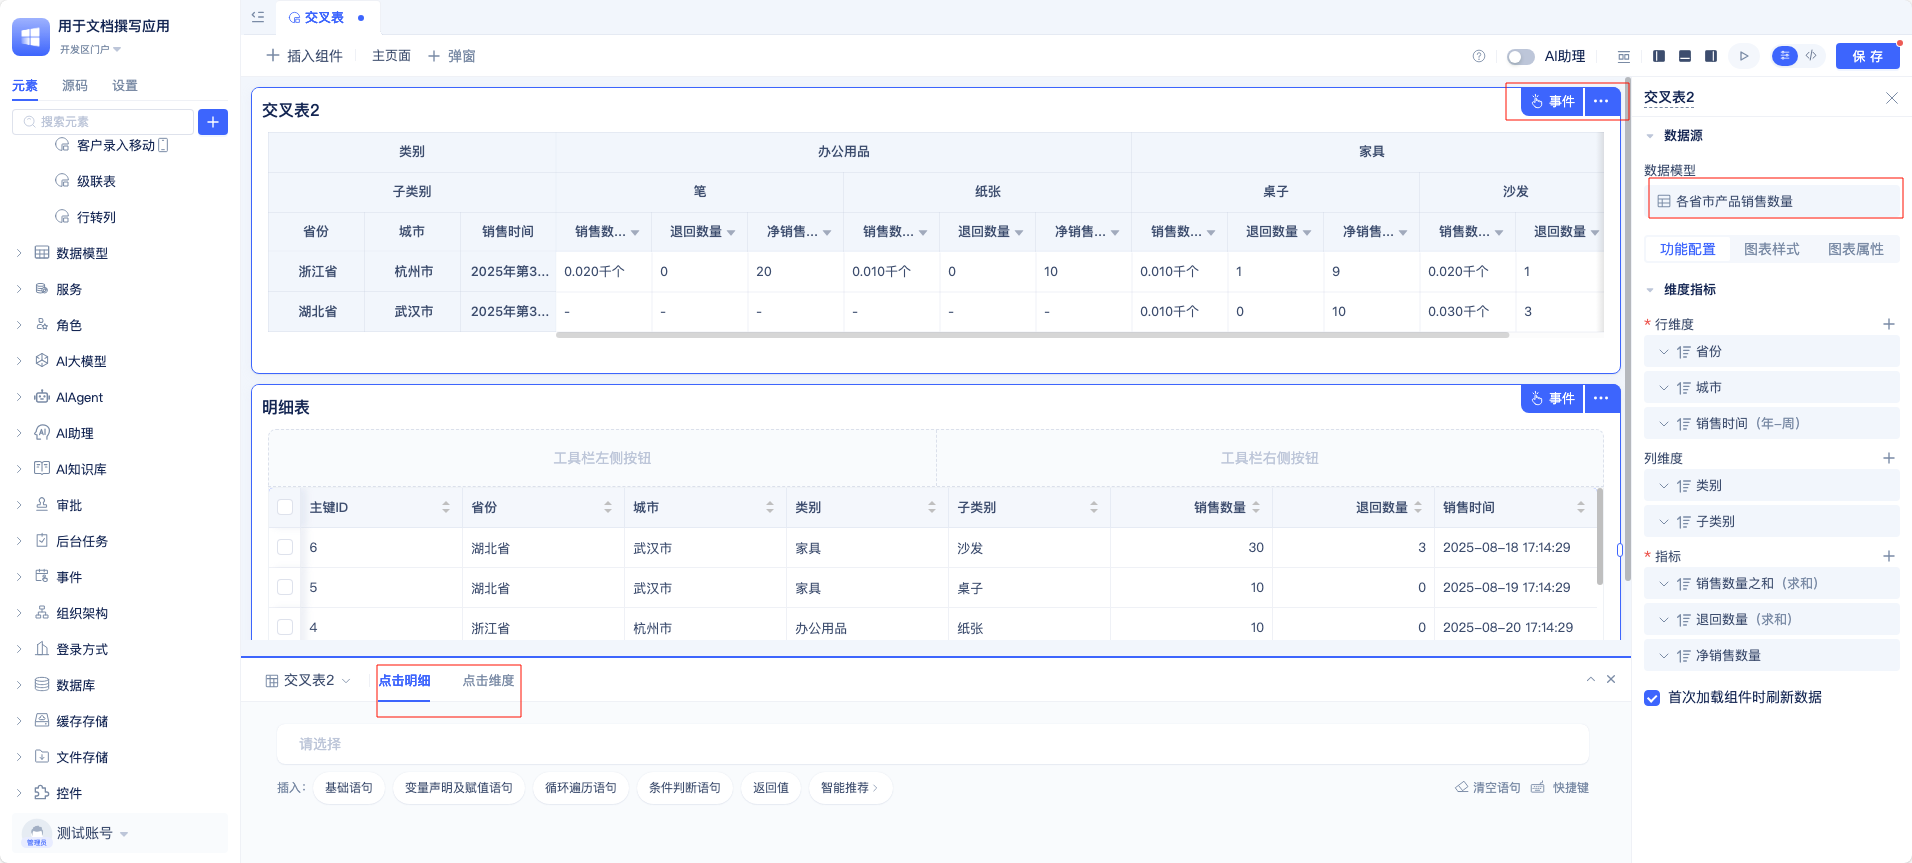 用于文档撰写应用
开发区门户
元素 源码 设置
搜索元素
客户录入移动
级联表
行转列
数据模型
服务
角色
AI大模型
AIAgent
AI助理
AI知识库
审批
后台任务
事件
组织架构
登录方式
数据库
缓存存储
文件存储
控件
管理员 测试账号
交叉表
插入组件 主页面 弹窗
AI助理
保存
交叉表2
事件
类别 办公用品 家具
子类别 笔 纸张 桌子 沙发
省份 城市 销售时间 销售数... 退回数量 净销售... 销售数... 退回数量 净销售... 销售数... 退回数量 净销售... 销售数... 退回数量
浙江省 杭州市 2025年第3... 0.020千个 0 20 0.010千个 0 10 0.010千个 1 9 0.020千个 1
湖北省 武汉市 2025年第3... - - - - - - 0.010千个 0 10 0.030千个 3
明细表
事件
工具栏左侧按钮 工具栏右侧按钮
主键ID 省份 城市 类别 子类别 销售数量 退回数量 销售时间
6 湖北省 武汉市 家具 沙发 30 3 2025-08-18 17:14:29
5 湖北省 武汉市 家具 桌子 10 0 2025-08-19 17:14:29
4 浙江省 杭州市 办公用品 纸张 10 0 2025-08-20 17:14:29
交叉表2 点击明细 点击维度
请选择
插入: 基础语句 变量声明及赋值语句 循环遍历语句 条件判断语句 返回值 智能推荐
清空语句 快捷键
交叉表2
数据源
数据模型
各省市产品销售数量
功能配置 图表样式 图表属性
维度指标
* 行维度
省份
城市
销售时间（年-周）
列维度
类别
子类别
* 指标
销售数量之和（求和）
退回数量（求和）
净销售数量
首次加载组件时刷新数据